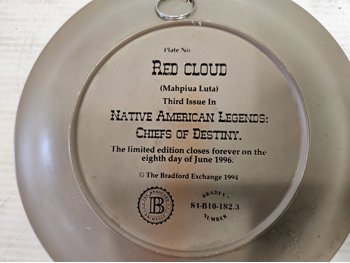 Plate No.
RED CLOUD
(Mahpiua Luta)
Third Issue In
NATIVE AMERICAN LEGENDS:
CHIEFS OF DESTINY.
The limited edition closes forever on the
eighth day of June 1996.
© The Bradford Exchange 1994
B
84-B10-182.3
NUMBER